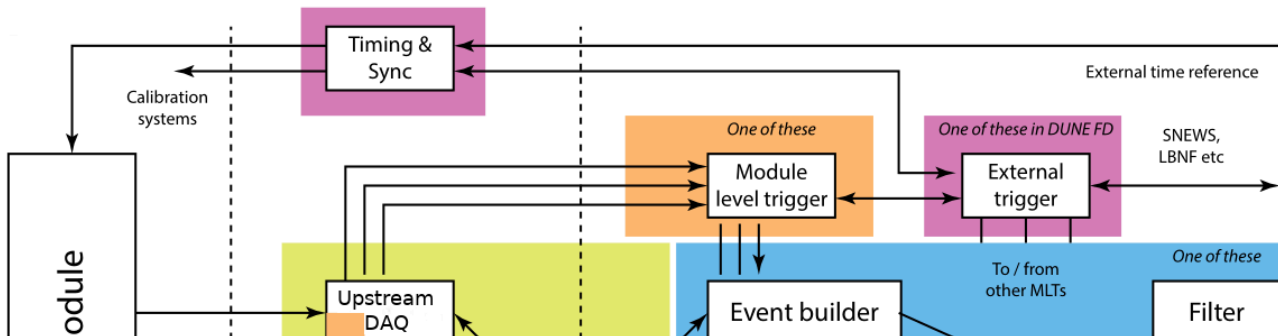 Timing &
Sync
External time reference
Calibration
systems
One of these
One of these in DUNE FD
SNEWS,
LBNF etc
Module
level trigger
External
trigger
One of these
To / from
other MLTs
odule
Upstream
DAQ
Event builder
Filter